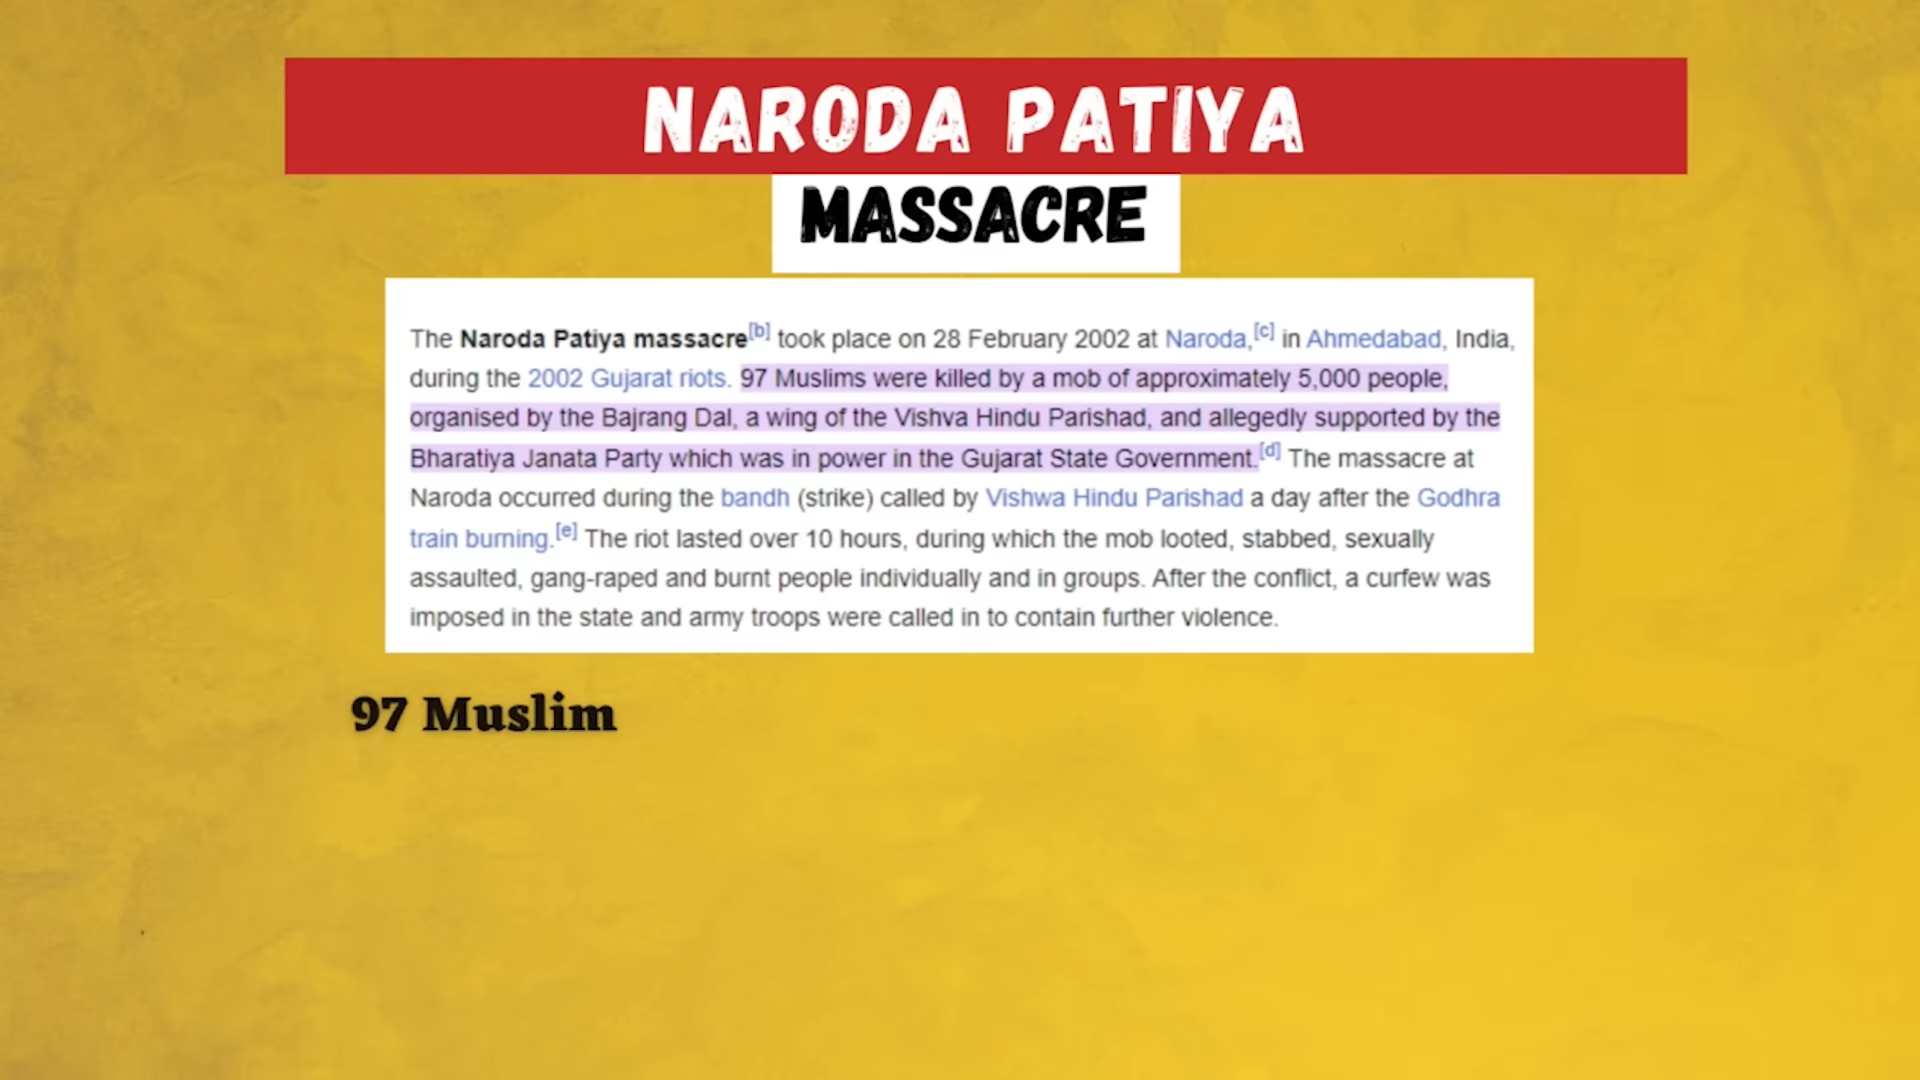 NARODA PATIYA
MASSACRE
The Naroda Patiya massacre[b] took place on 28 February 2002 at Naroda,[c] in Ahmedabad, India,
during the 2002 Gujarat riots. 97 Muslims were killed by a mob of approximately 5,000 people,
organised by the Bajrang Dal, a wing of the Vishva Hindu Parishad, and allegedly supported by the
Bharatiya Janata Party which was in power in the Gujarat State Government.[d] The massacre at
Naroda occurred during the bandh (strike) called by Vishwa Hindu Parishad a day after the Godhra
train burning.[e] The riot lasted over 10 hours, during which the mob looted, stabbed, sexually
assaulted, gang-raped and burnt people individually and in groups. After the conflict, a curfew was
imposed in the state and army troops were called in to contain further violence.
97 Muslim